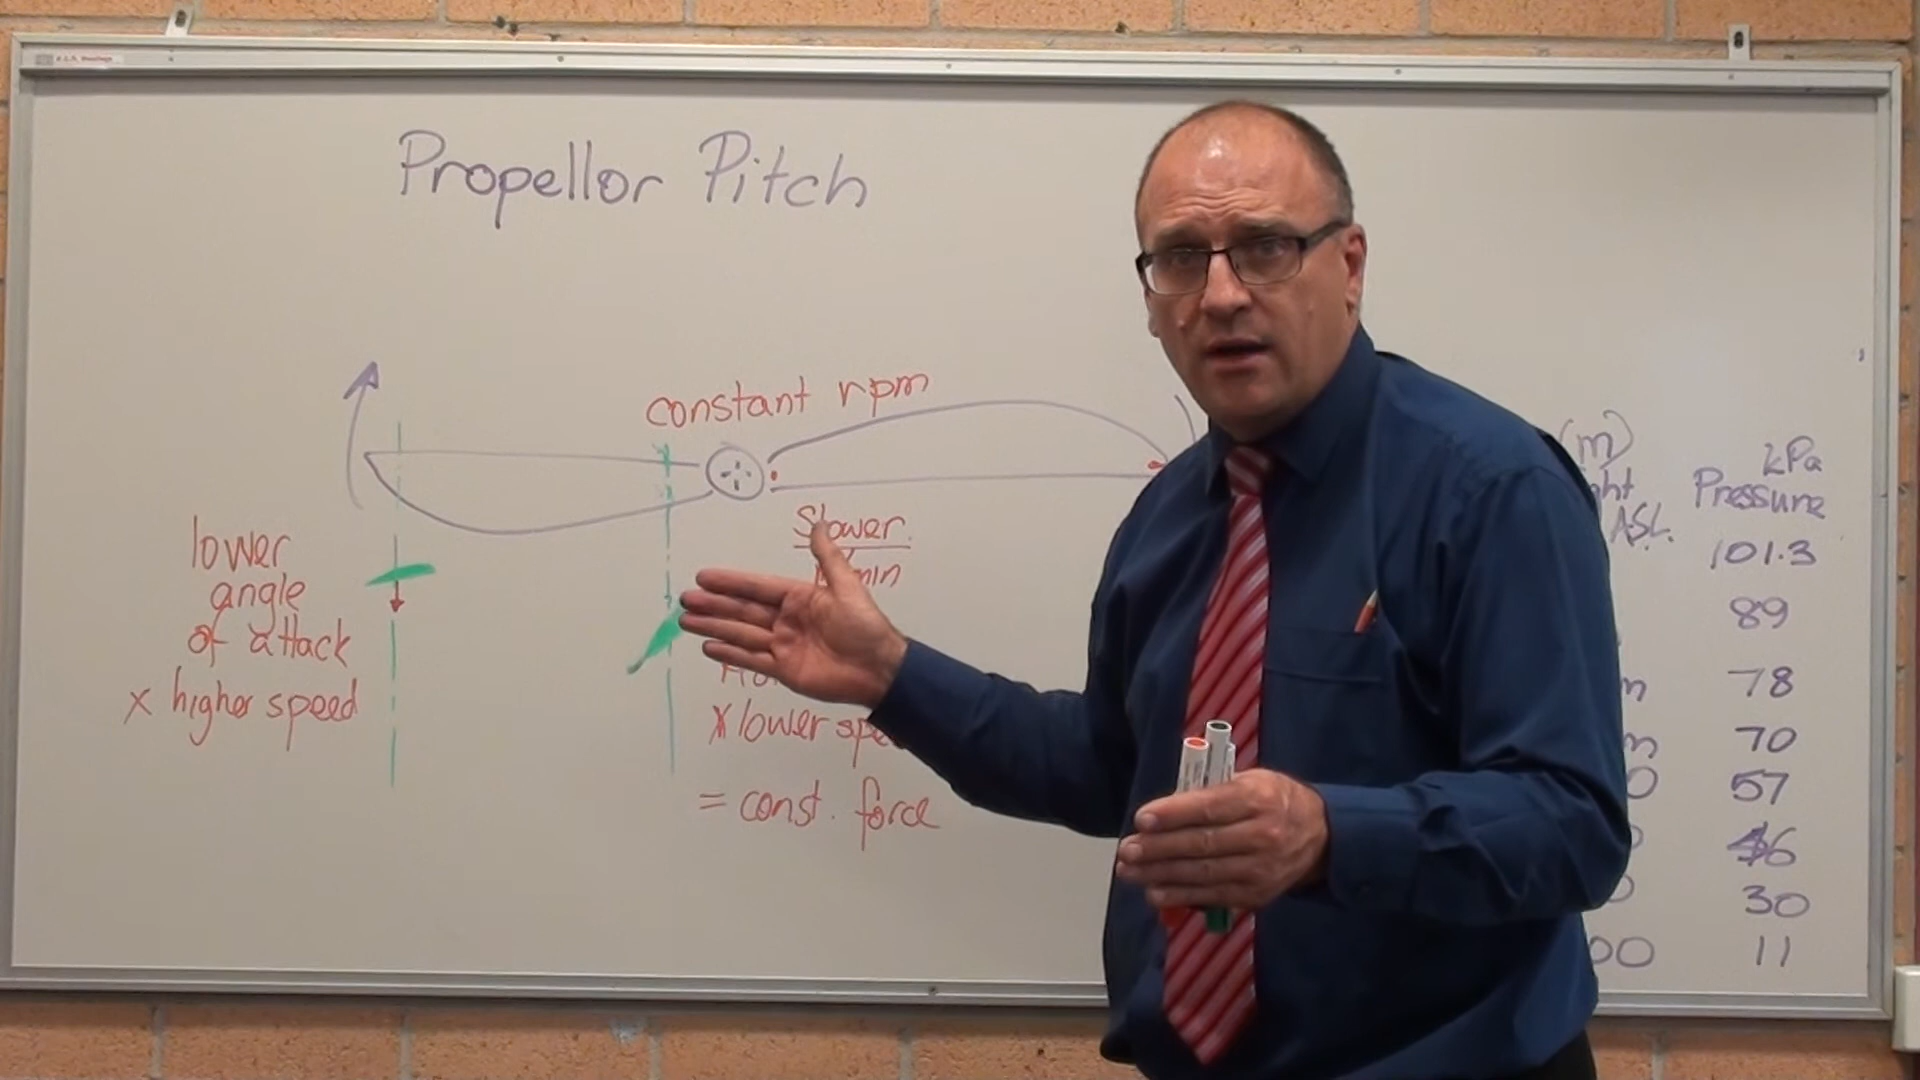 Propellor Pitch
constant rpm
Slower
lower
angle
of attack
x higher speed
x lower
= const. force
(m)
ASL.
kPa
Pressure
101.3
89
78
70
57
46
30
11